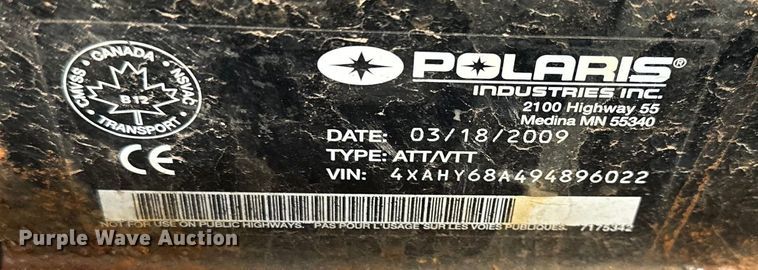 CMVSS • CANADA • NSVAC
B 12
TRANSPORT
CE
POLARIS®
INDUSTRIES INC.
2100 Highway 55
Medina MN 55340
DATE: 03/18/2009
TYPE: ATT/VTT
VIN: 4XAHY68A494896022
NOT FOR USE ON PUBLIC HIGHWAYS. PAS POUR L'USAGE SUR LES VOIES PUBLIQUES. 7175342
Purple Wave Auction